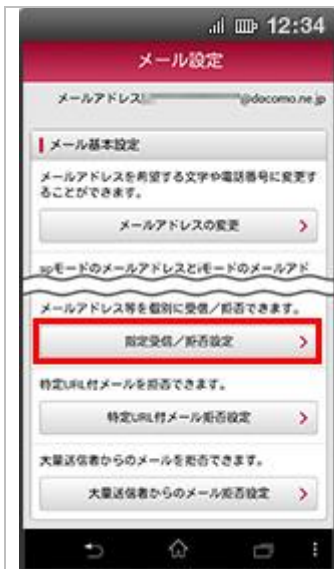 12:34
メール設定
メールアドレス @docomo.ne.jp
メール基本設定
メールアドレスを希望する文字や電話番号に変更す
ることができます。
メールアドレスの変更
spモードのメールアドレスとiモードのメールアド
メールアドレス等を個別に受信/拒否できます。
指定受信/拒否設定
特定URL付メールを拒否できます。
特定URL付メール拒否設定
大量送信者からのメールを拒否できます。
大量送信者からのメール拒否設定